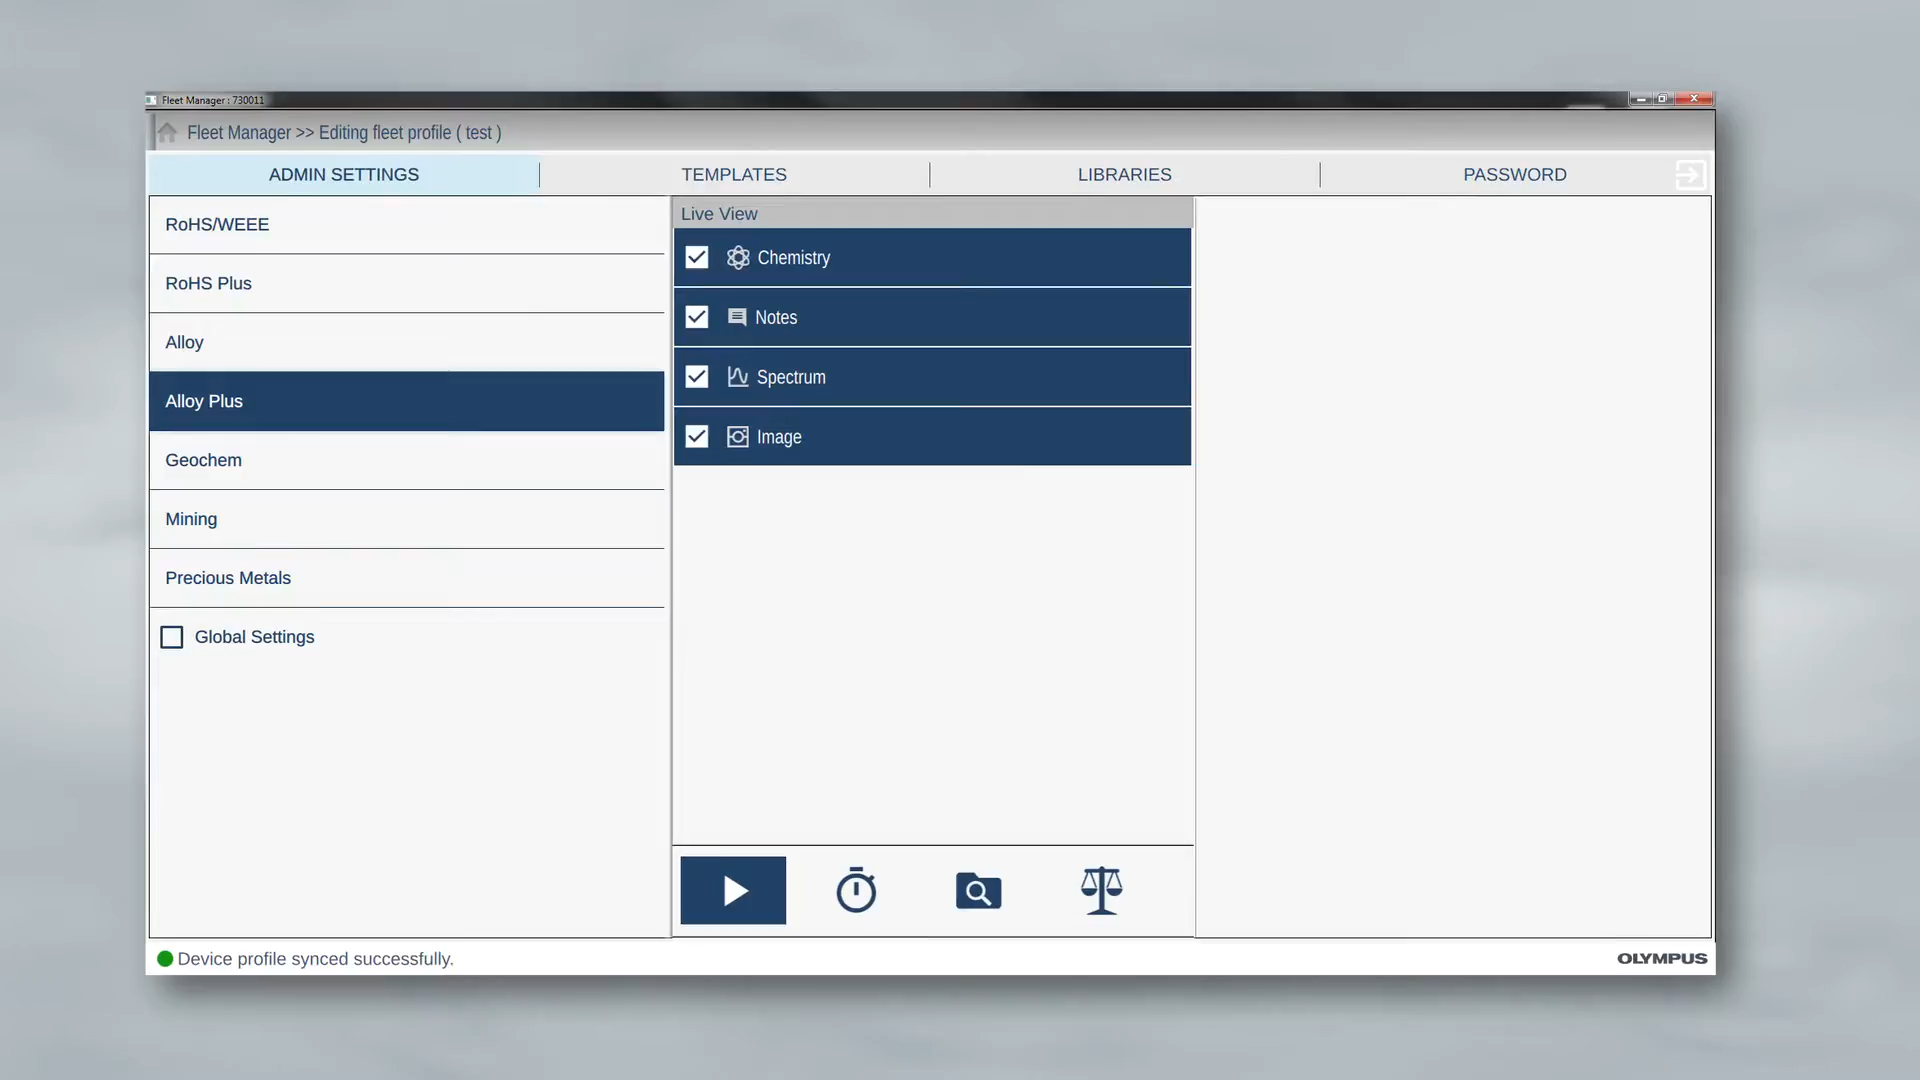 Fleet Manager : 730011
Fleet Manager >> Editing fleet profile ( test )
ADMIN SETTINGS
TEMPLATES
LIBRARIES
PASSWORD
RoHS/WEEE
RoHS Plus
Alloy
Alloy Plus
Geochem
Mining
Precious Metals
Global Settings
Live View
Chemistry
Notes
Spectrum
Image
Device profile synced successfully.
OLYMPUS